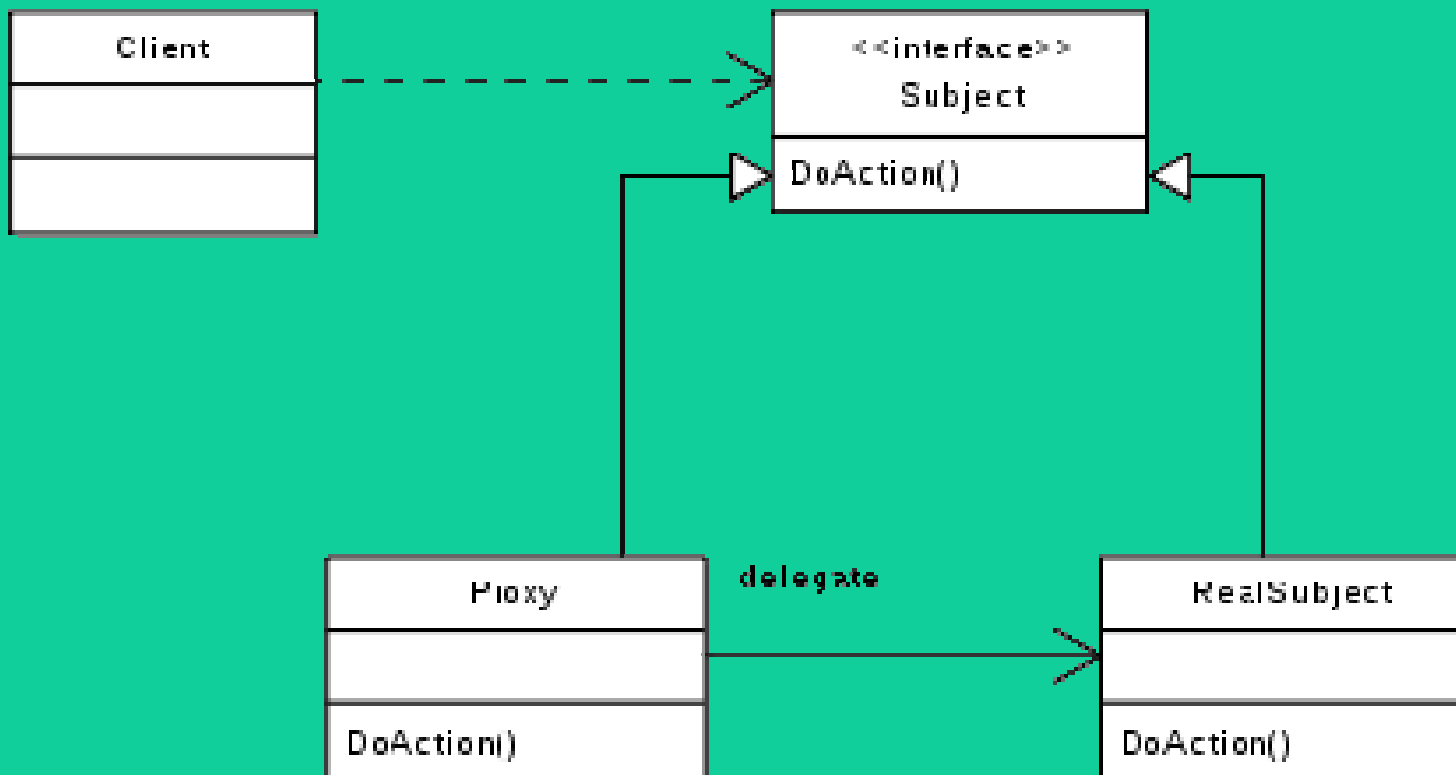 Client
<<interface>>
Subject
DoAction()
Proxy
delegate
RealSubject
DoAction()
DoAction()